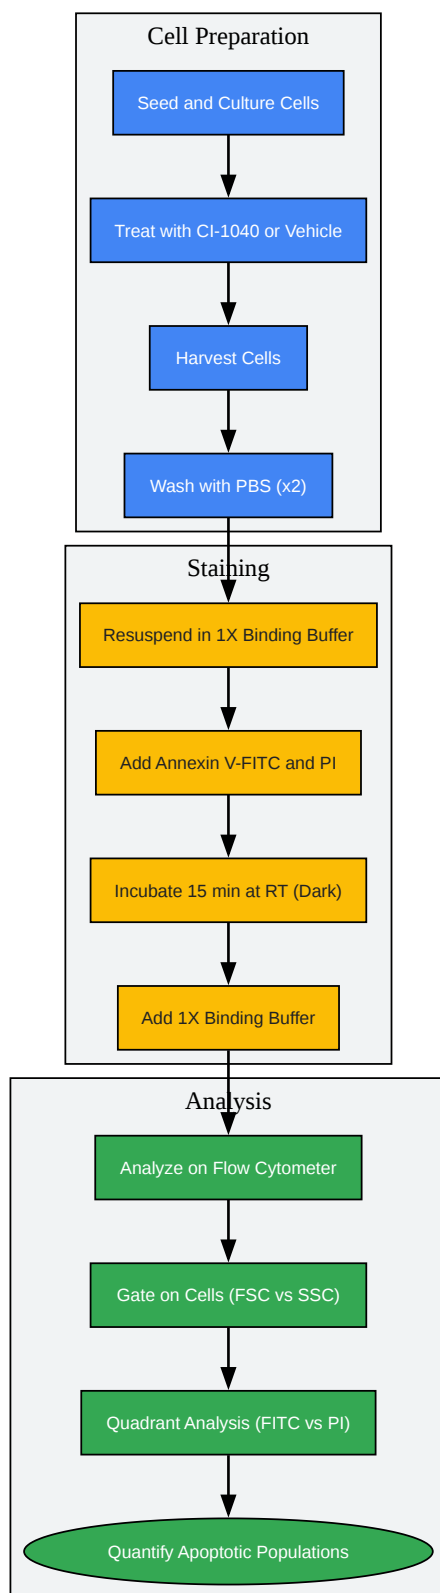 Cell Preparation
Seed and Culture Cells
Treat with CI-1040 or Vehicle
Harvest Cells
Wash with PBS (x2)
Staining
Resuspend in 1X Binding Buffer
Add Annexin V-FITC and PI
Incubate 15 min at RT (Dark)
Add 1X Binding Buffer
Analysis
Analyze on Flow Cytometer
Gate on Cells (FSC vs SSC)
Quadrant Analysis (FITC vs PI)
Quantify Apoptotic Populations